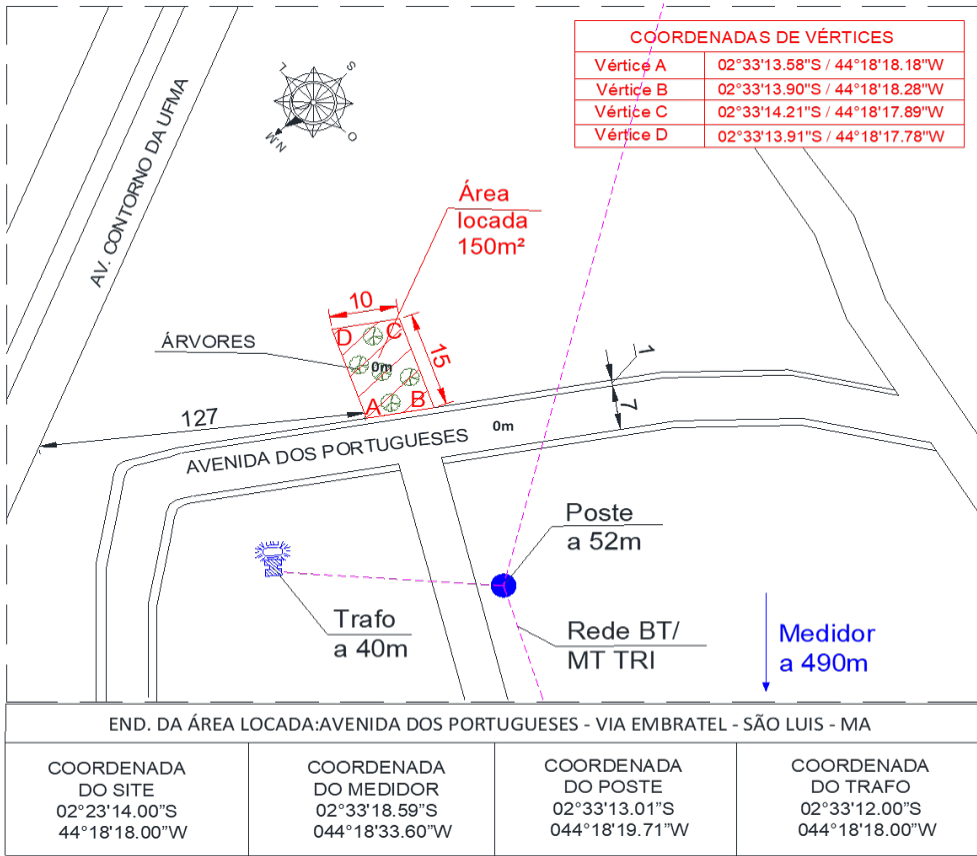 COORDENADAS DE VÉRTICES
Vértice A 02°33'13.58"S / 44°18'18.18"W
Vértice B 02°33'13.90"S / 44°18'18.28"W
Vértice C 02°33'14.21"S / 44°18'17.89"W
Vértice D 02°33'13.91"S / 44°18'17.78"W
L
S
O
NM
AV. CONTORNO DA UFMA
Área
locada
150m²
10
D
C
15
ÁRVORES
0m
A
B
1
7
127
AVENIDA DOS PORTUGUESES
0m
Poste
a 52m
Trafo
a 40m
Rede BT/
MT TRI
Medidor
a 490m
END. DA ÁREA LOCADA:AVENIDA DOS PORTUGUESES - VIA EMBRATEL - SÃO LUIS - MA
COORDENADA
DO SITE
02°23'14.00”S
44°18'18.00”W
COORDENADA
DO MEDIDOR
02°33'18.59”S
044°18'33.60”W
COORDENADA
DO POSTE
02°33'13.01”S
044°18'19.71”W
COORDENADA
DO TRAFO
02°33'12.00”S
044°18'18.00”W